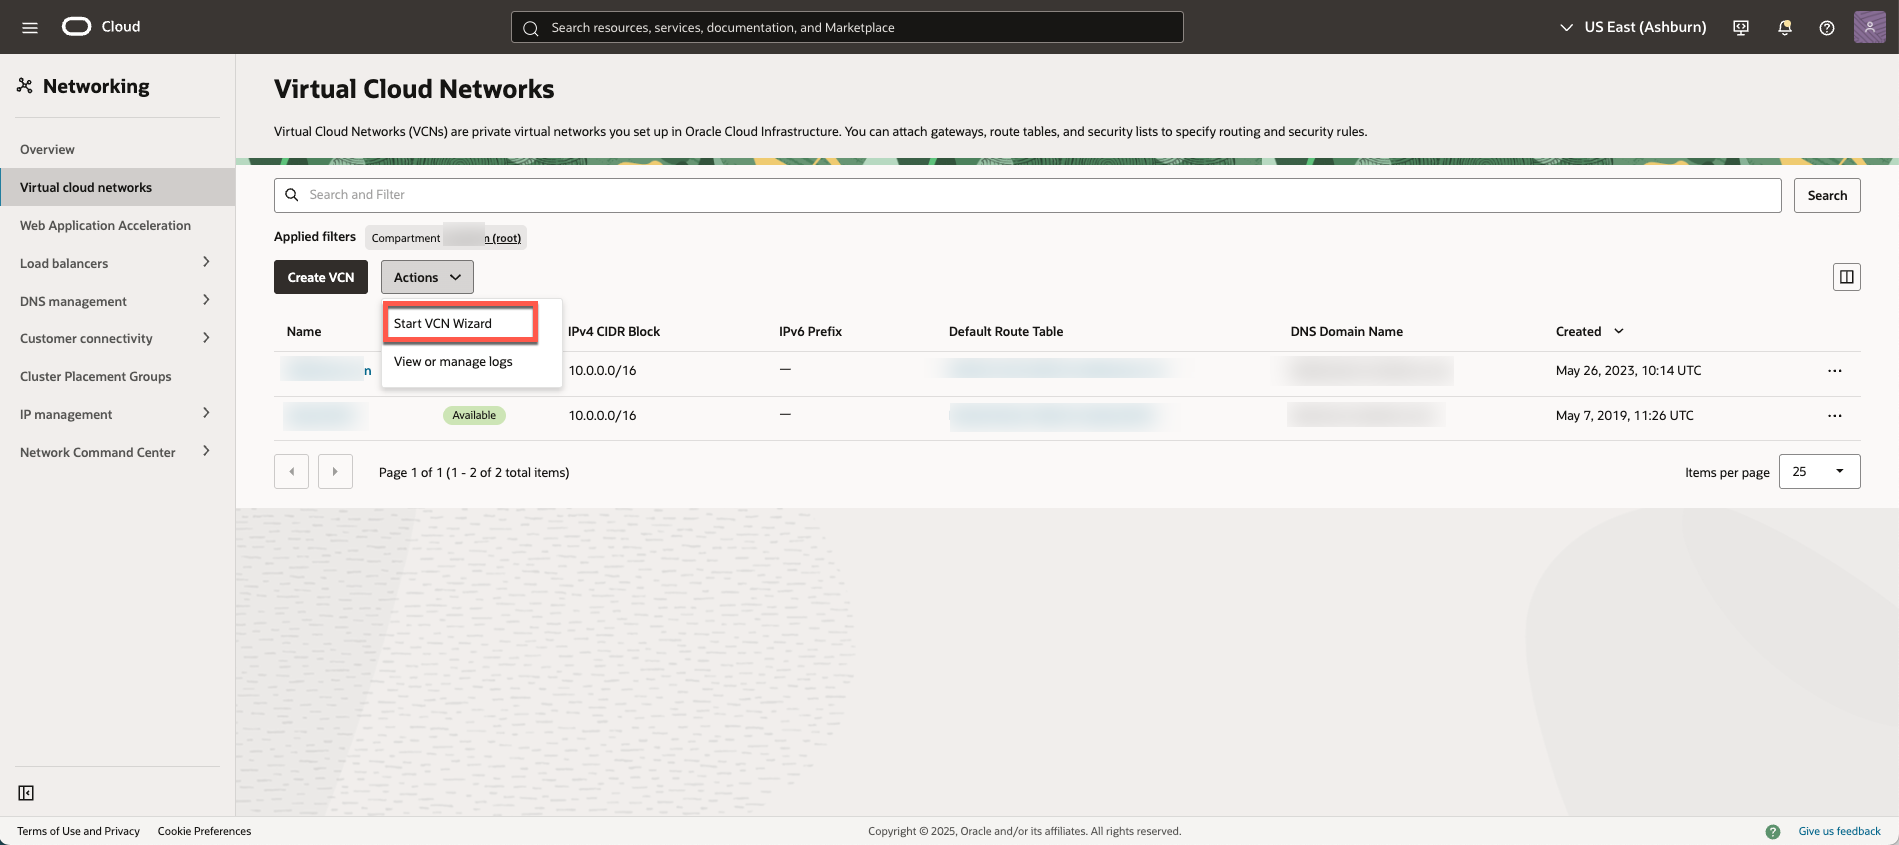 Cloud
Search resources, services, documentation, and Marketplace
US East (Ashburn)
Networking
Overview
Virtual cloud networks
Web Application Acceleration
Load balancers
DNS management
Customer connectivity
Cluster Placement Groups
IP management
Network Command Center
Virtual Cloud Networks
Virtual Cloud Networks (VCNs) are private virtual networks you set up in Oracle Cloud Infrastructure. You can attach gateways, route tables, and security lists to specify routing and security rules.
Search and Filter
Search
Applied filters
Compartment (root)
Create VCN
Actions
Start VCN Wizard
View or manage logs
Name IPv4 CIDR Block IPv6 Prefix Default Route Table DNS Domain Name Created
10.0.0.0/16 — May 26, 2023, 10:14 UTC
Available 10.0.0.0/16 — May 7, 2019, 11:26 UTC
Page 1 of 1 (1 - 2 of 2 total items)
Items per page 25
Terms of Use and Privacy Cookie Preferences
Copyright © 2025, Oracle and/or its affiliates. All rights reserved.
Give us feedback